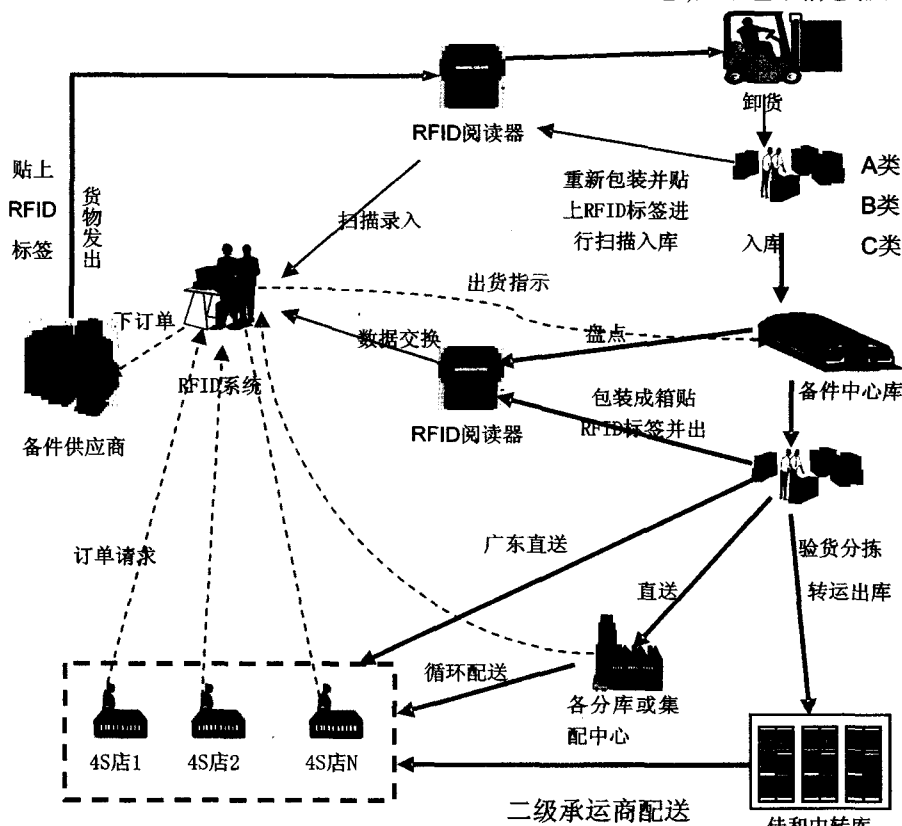 卸货
RFID阅读器
贴上
RFID
标签
货物发出
重新包装并贴
上RFID标签进
行扫描入库
A类
B类
C类
扫描录入
入库
出货指示
下订单
数据交换
盘点
RFID系统
备件中心库
包装成箱贴
RFID标签并出
RFID阅读器
备件供应商
广东直送
验货分拣
订单请求
直送
转运出库
循环配送
各分库或集
配中心
4S店1
4S店2
4S店N
二级承运商配送